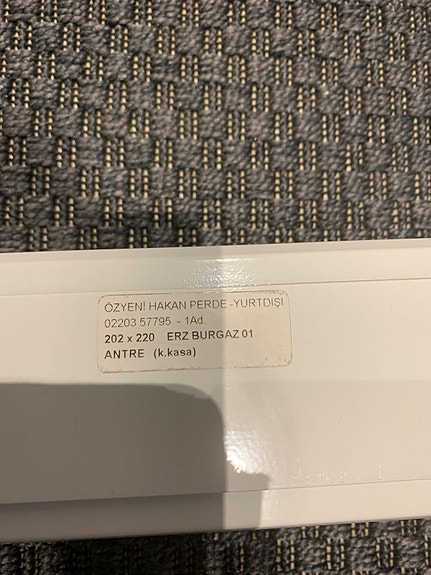 ÖZYENİ HAKAN PERDE -YURTDIŞI
02203 57795 - 1Ad.
202 x 220 ERZ BURGAZ 01
ANTRE (k.kasa)